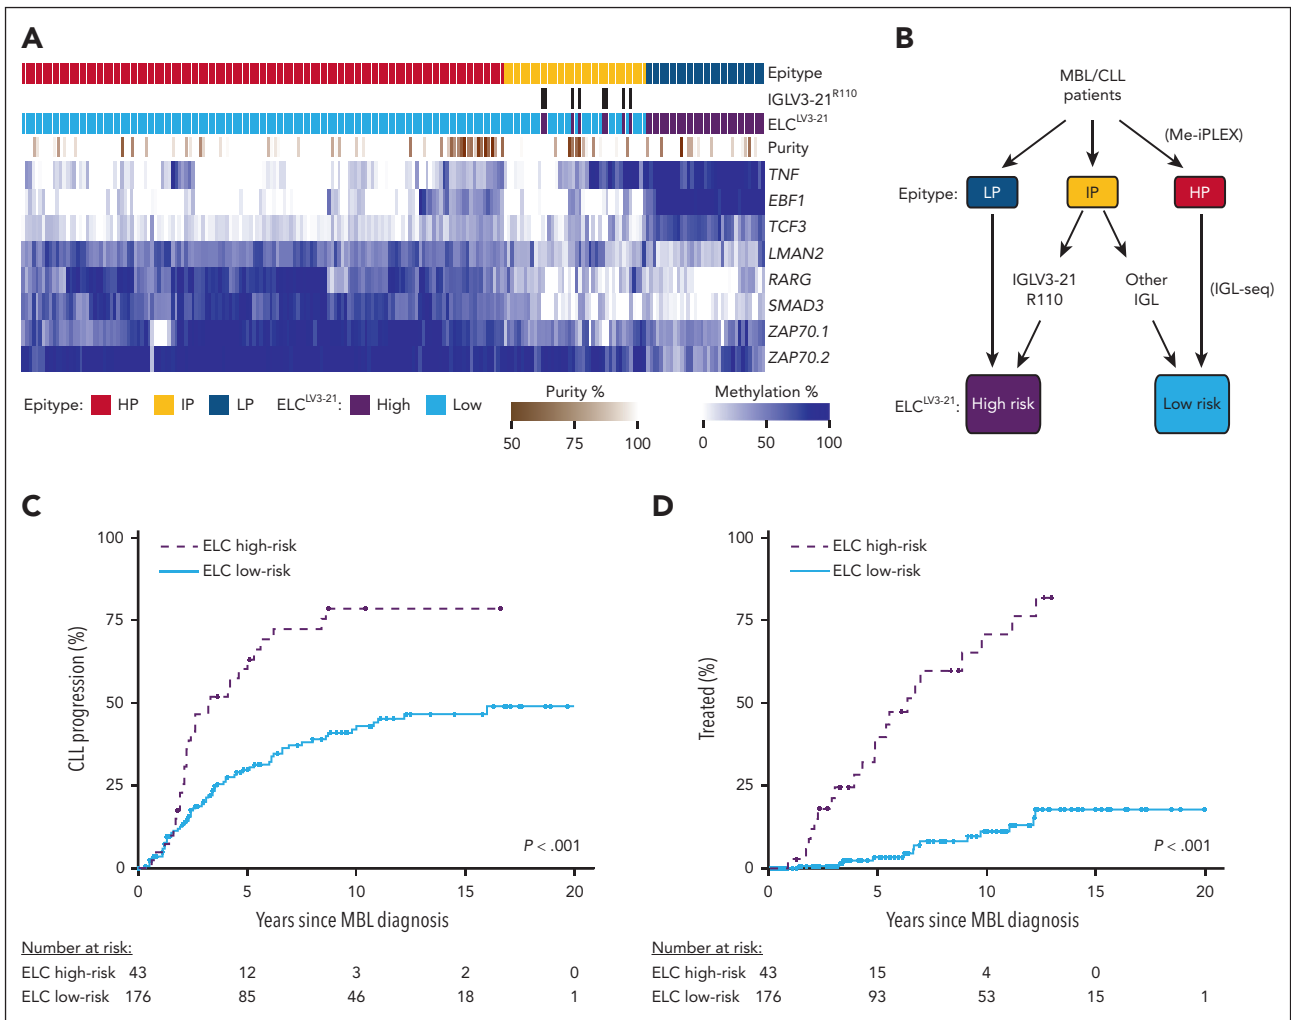 A
Epitype
IGLV3-21R110
ELCLV3-21
Purity
TNF
EBF1
TCF3
LMAN2
RARG
SMAD3
ZAP70.1
ZAP70.2
Epitype: HP IP LP ELCLV3-21: High Low
Purity %
50 75 100
Methylation %
0 50 100
B
MBL/CLL
patients
(Me-iPLEX)
Epitype: LP IP HP
IGLV3-21
R110
Other
IGL
(IGL-seq)
ELCLV3-21: High risk Low risk
C
CLL progression (%)
100
75
50
25
0
ELC high-risk
ELC low-risk
P < .001
0 5 10 15 20
Years since MBL diagnosis
Number at risk:
ELC high-risk 43 12 3 2 0
ELC low-risk 176 85 46 18 1
D
Treated (%)
100
75
50
25
0
ELC high-risk
ELC low-risk
P < .001
0 5 10 15 20
Years since MBL diagnosis
Number at risk:
ELC high-risk 43 15 4 0
ELC low-risk 176 93 53 15 1